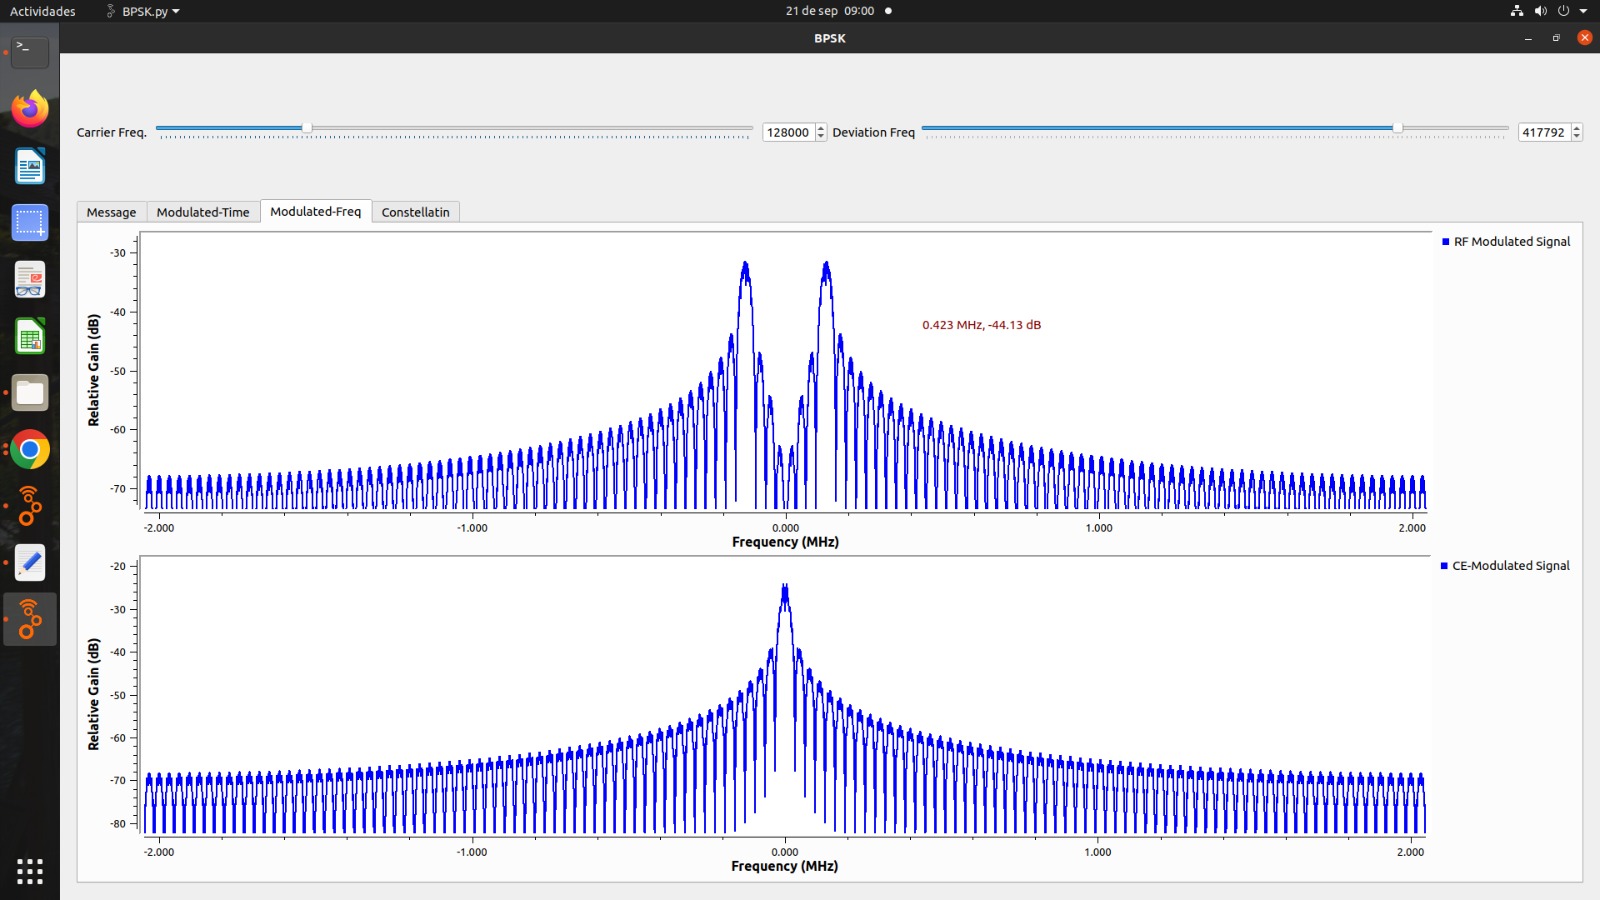 Actividades BPSK.py 21 de sep 09:00
BPSK
Carrier Freq. 128000 Deviation Freq 417792
Message Modulated-Time Modulated-Freq Constellatin
RF Modulated Signal
Relative Gain (dB)
-30
-40
-50
-60
-70
0.423 MHz, -44.13 dB
-2.000 -1.000 0.000 1.000 2.000
Frequency (MHz)
CE-Modulated Signal
Relative Gain (dB)
-20
-30
-40
-50
-60
-70
-80
-2.000 -1.000 0.000 1.000 2.000
Frequency (MHz)